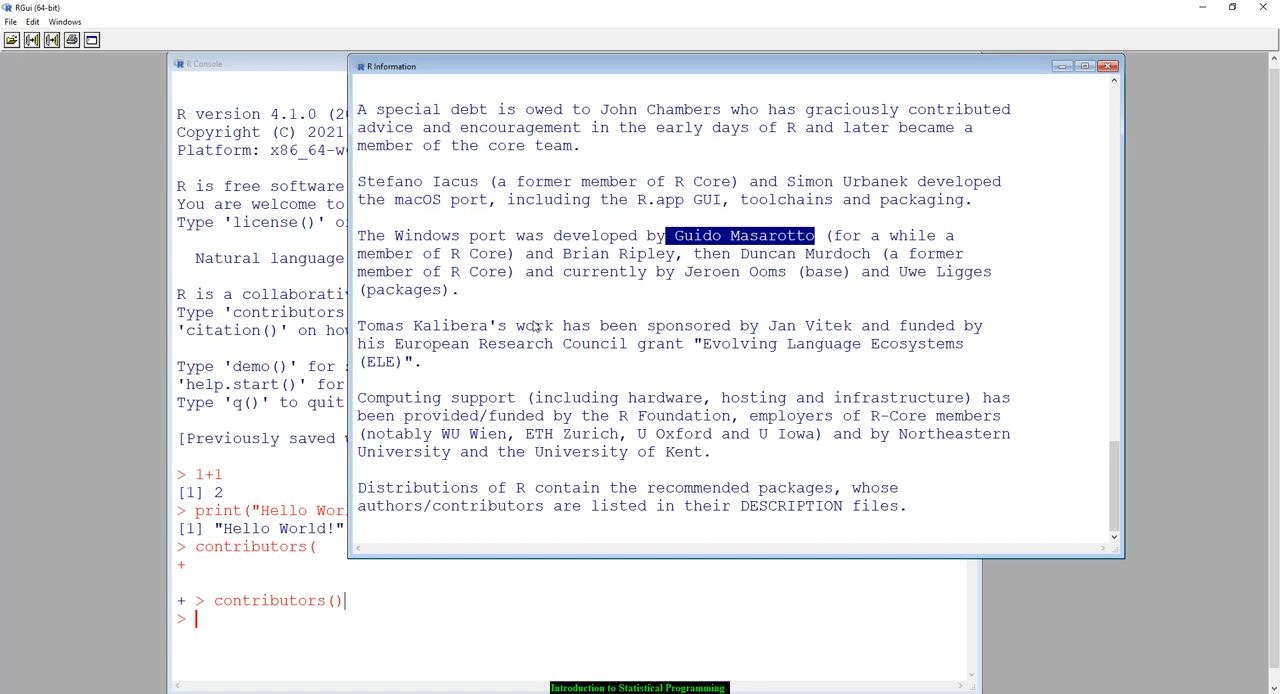 RGui (64-bit)
File Edit Windows
R Console
R version 4.1.0 (20
Copyright (C) 2021
Platform: x86_64-w
R is free software
You are welcome to
Type 'license()' o
Natural language
R is a collaborati
Type 'contributors
'citation()' on ho
Type 'demo()' for
'help.start()' for
Type 'q()' to quit
[Previously saved
> 1+1
[1] 2
> print("Hello Wor
[1] "Hello World!"
> contributors(
+
+ > contributors()
>
R Information
A special debt is owed to John Chambers who has graciously contributed
advice and encouragement in the early days of R and later became a
member of the core team.
Stefano Iacus (a former member of R Core) and Simon Urbanek developed
the macOS port, including the R.app GUI, toolchains and packaging.
The Windows port was developed by Guido Masarotto (for a while a
member of R Core) and Brian Ripley, then Duncan Murdoch (a former
member of R Core) and currently by Jeroen Ooms (base) and Uwe Ligges
(packages).
Tomas Kalibera's work has been sponsored by Jan Vitek and funded by
his European Research Council grant "Evolving Language Ecosystems
(ELE)".
Computing support (including hardware, hosting and infrastructure) has
been provided/funded by the R Foundation, employers of R-Core members
(notably WU Wien, ETH Zurich, U Oxford and U Iowa) and by Northeastern
University and the University of Kent.
Distributions of R contain the recommended packages, whose
authors/contributors are listed in their DESCRIPTION files.
Introduction to Statistical Programming